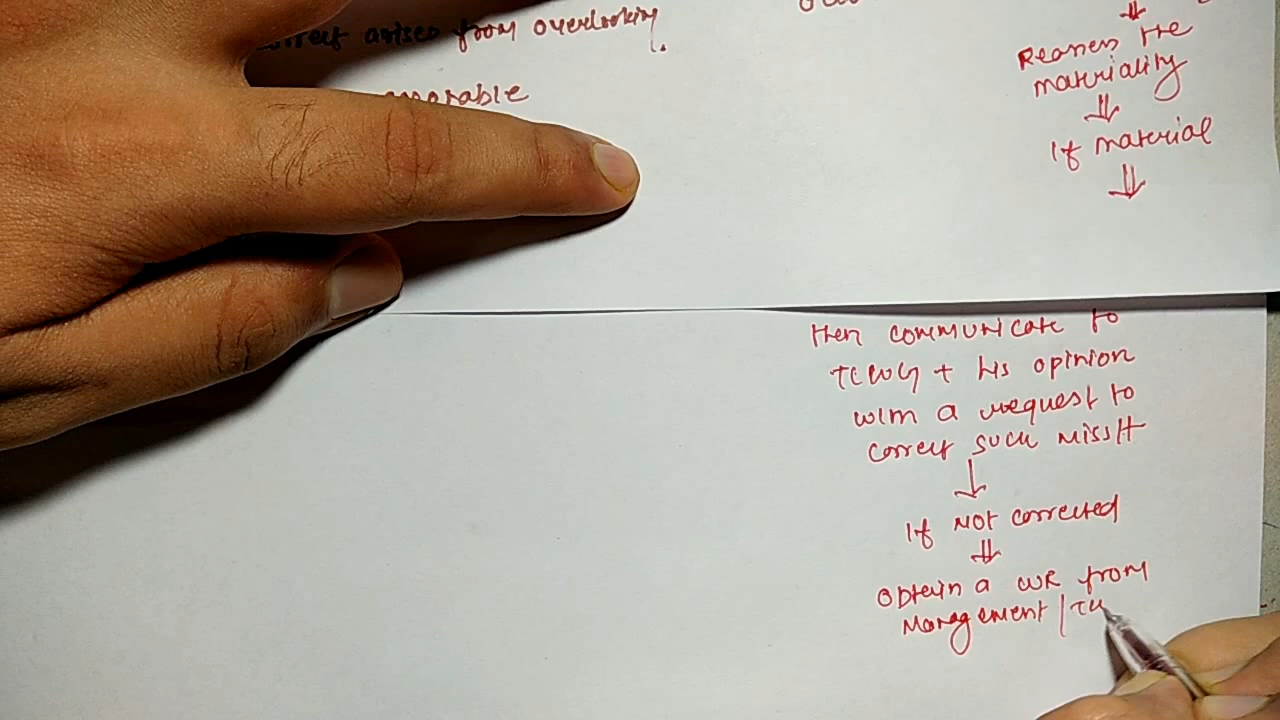 arises from overlooking.
Reasses the
materiality
If material
then communicate to
TCWG + his opinion
with a request to
correct such misst
If Not corrected
Obtain a WR from
Management /